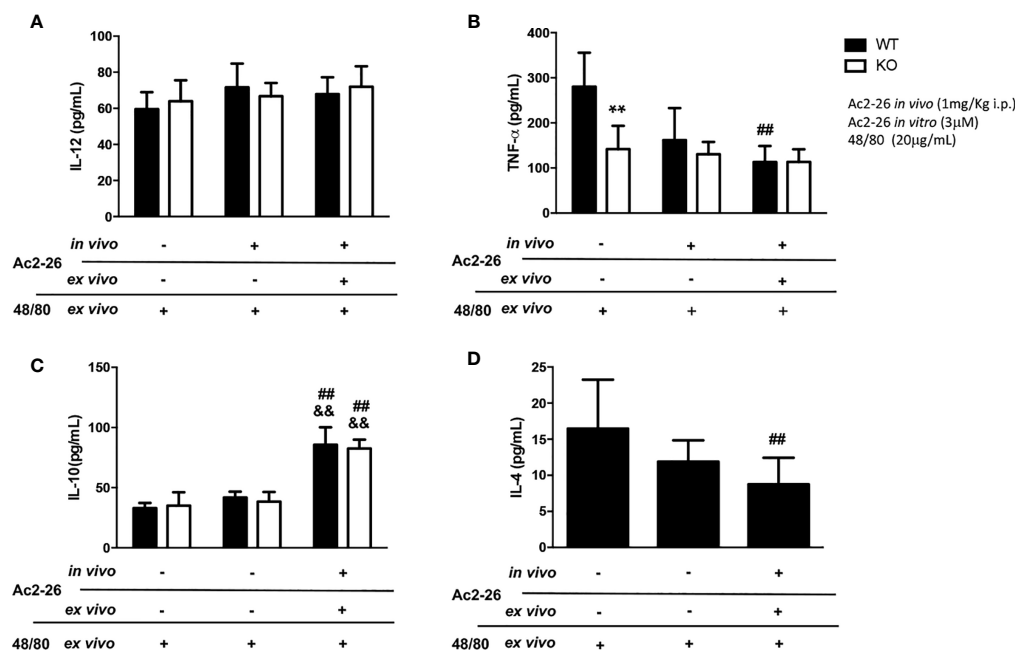 A
IL-12 (pg/mL)
100
80
60
40
20
0
in vivo - + +
Ac2-26
ex vivo - - +
48/80 ex vivo + + +
B
TNF-α (pg/mL)
400
300
200
100
0
**
##
in vivo - + +
Ac2-26
ex vivo - - +
48/80 ex vivo + + +
WT
KO
Ac2-26 in vivo (1mg/Kg i.p.)
Ac2-26 in vitro (3µM)
48/80 (20µg/mL)
C
IL-10(pg/mL)
150
100
50
0
## ##
&& &&
in vivo - - +
Ac2-26
ex vivo - - +
48/80 ex vivo + + +
D
IL-4 (pg/mL)
25
20
15
10
5
0
##
in vivo - - +
Ac2-26
ex vivo - - +
48/80 ex vivo + + +